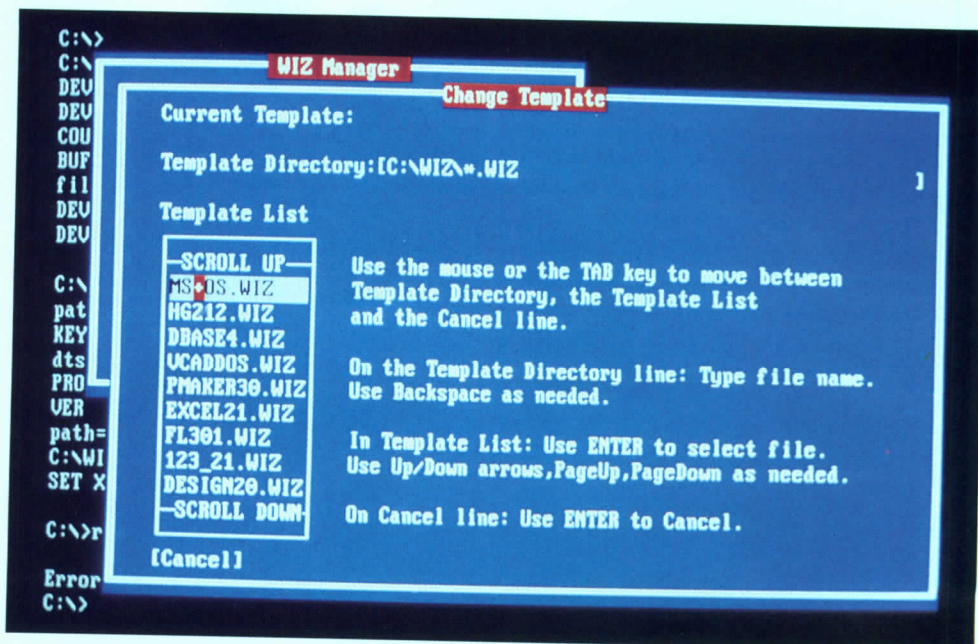 C:\>
C:\
WIZ Manager
DEV
Change Template
DEV
Current Template:
COU
BUF
Template Directory:[C:\WIZ\*.WIZ ]
fil
DEV
Template List
DEV
SCROLL UP
MS OS.WIZ
HG212.WIZ
DBASE4.WIZ
VCADDOS.WIZ
PMAKER30.WIZ
EXCEL21.WIZ
FL301.WIZ
123_21.WIZ
DESIGN20.WIZ
SCROLL DOWN
Use the mouse or the TAB key to move between
Template Directory, the Template List
and the Cancel line.
On the Template Directory line: Type file name.
Use Backspace as needed.
In Template List: Use ENTER to select file.
Use Up/Down arrows,PageUp,PageDown as needed.
On Cancel line: Use ENTER to Cancel.
[Cancel]
C:\
pat
KEY
dts
PRO
VER
path=
C:\WI
SET X
C:\>r
Error
C:\>